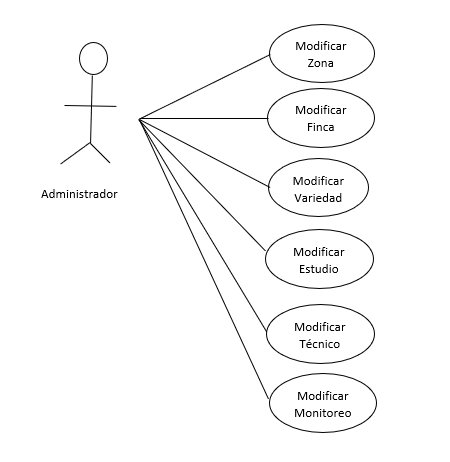 Modificar
Zona
Modificar
Finca
Modificar
Variedad
Administrador
Modificar
Estudio
Modificar
Técnico
Modificar
Monitoreo